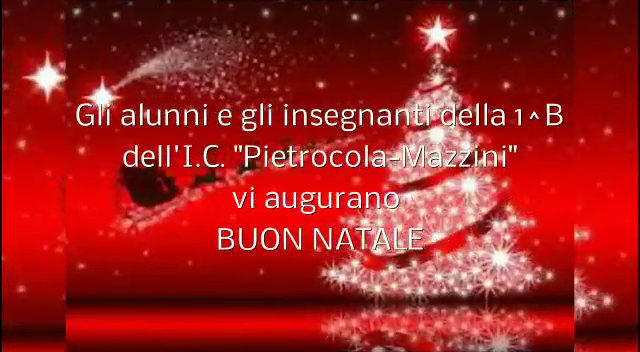 Gli alunni e gli insegnanti della 1^B
dell'I.C. "Pietrocola-Mazzini"
vi augurano
BUON NATALE